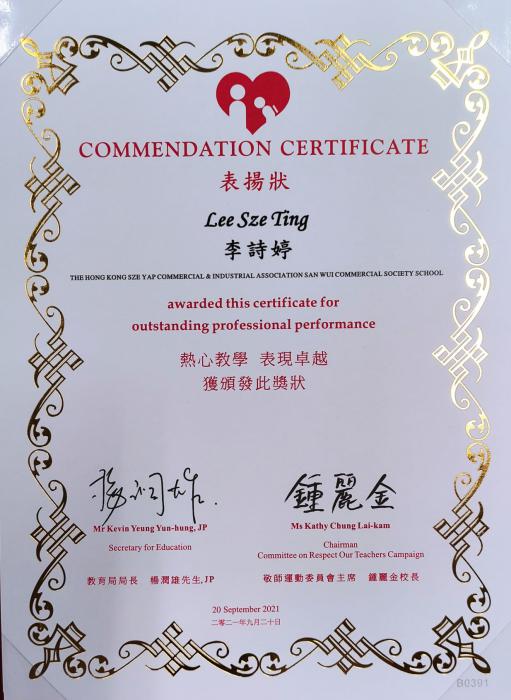 COMMENDATION CERTIFICATE
表揚狀
Lee Sze Ting
李詩婷
THE HONG KONG SZE YAP COMMERCIAL & INDUSTRIAL ASSOCIATION SAN WUI COMMERCIAL SOCIETY SCHOOL
awarded this certificate for
outstanding professional performance
熱心教學 表現卓越
獲頒發此獎狀
鍾麗金
Mr Kevin Yeung Yun-hung, JP
Secretary for Education
教育局局長 楊潤雄先生, JP
Ms Kathy Chung Lai-kam
Chairman
Committee on Respect Our Teachers Campaign
敬師運動委員會主席 鍾麗金校長
20 September 2021
二零二一年九月二十日
B0391